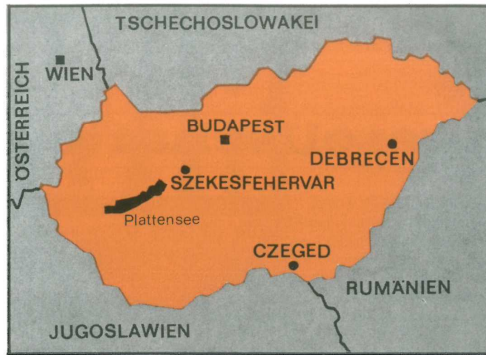 TSCHECHOSLOWAKEI
WIEN
ÖSTERREICH
BUDAPEST
DEBRECEN
SZEKESFEHERVAR
Plattensee
CZEGED
RUMÄNIEN
JUGOSLAWIEN